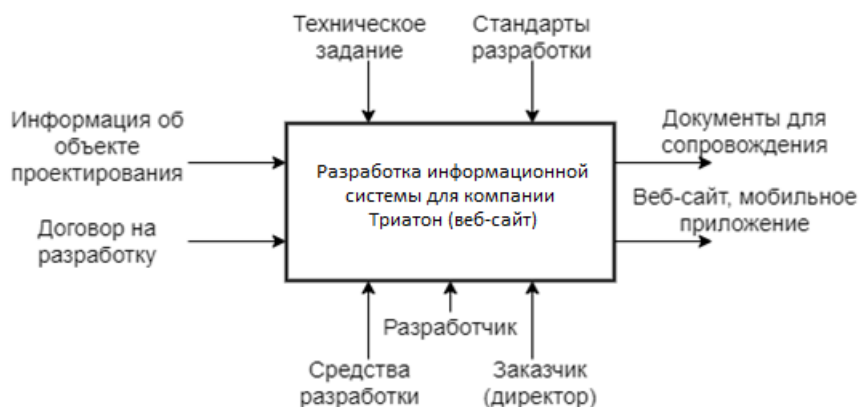 Техническое
задание
Стандарты
разработки
Информация об
объекте
проектирования
Договор на
разработку
Разработка информационной
системы для компании
Триатон (веб-сайт)
Документы для
сопровождения
Веб-сайт, мобильное
приложение
Разработчик
Средства
разработки
Заказчик
(директор)